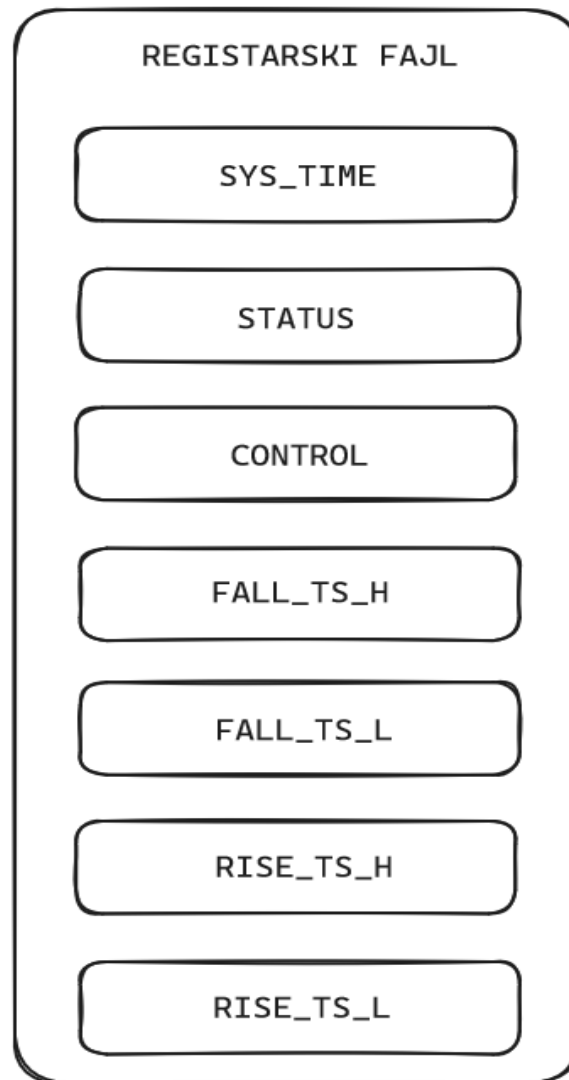 REGISTARSKI FAJL
SYS_TIME
STATUS
CONTROL
FALL_TS_H
FALL_TS_L
RISE_TS_H
RISE_TS_L